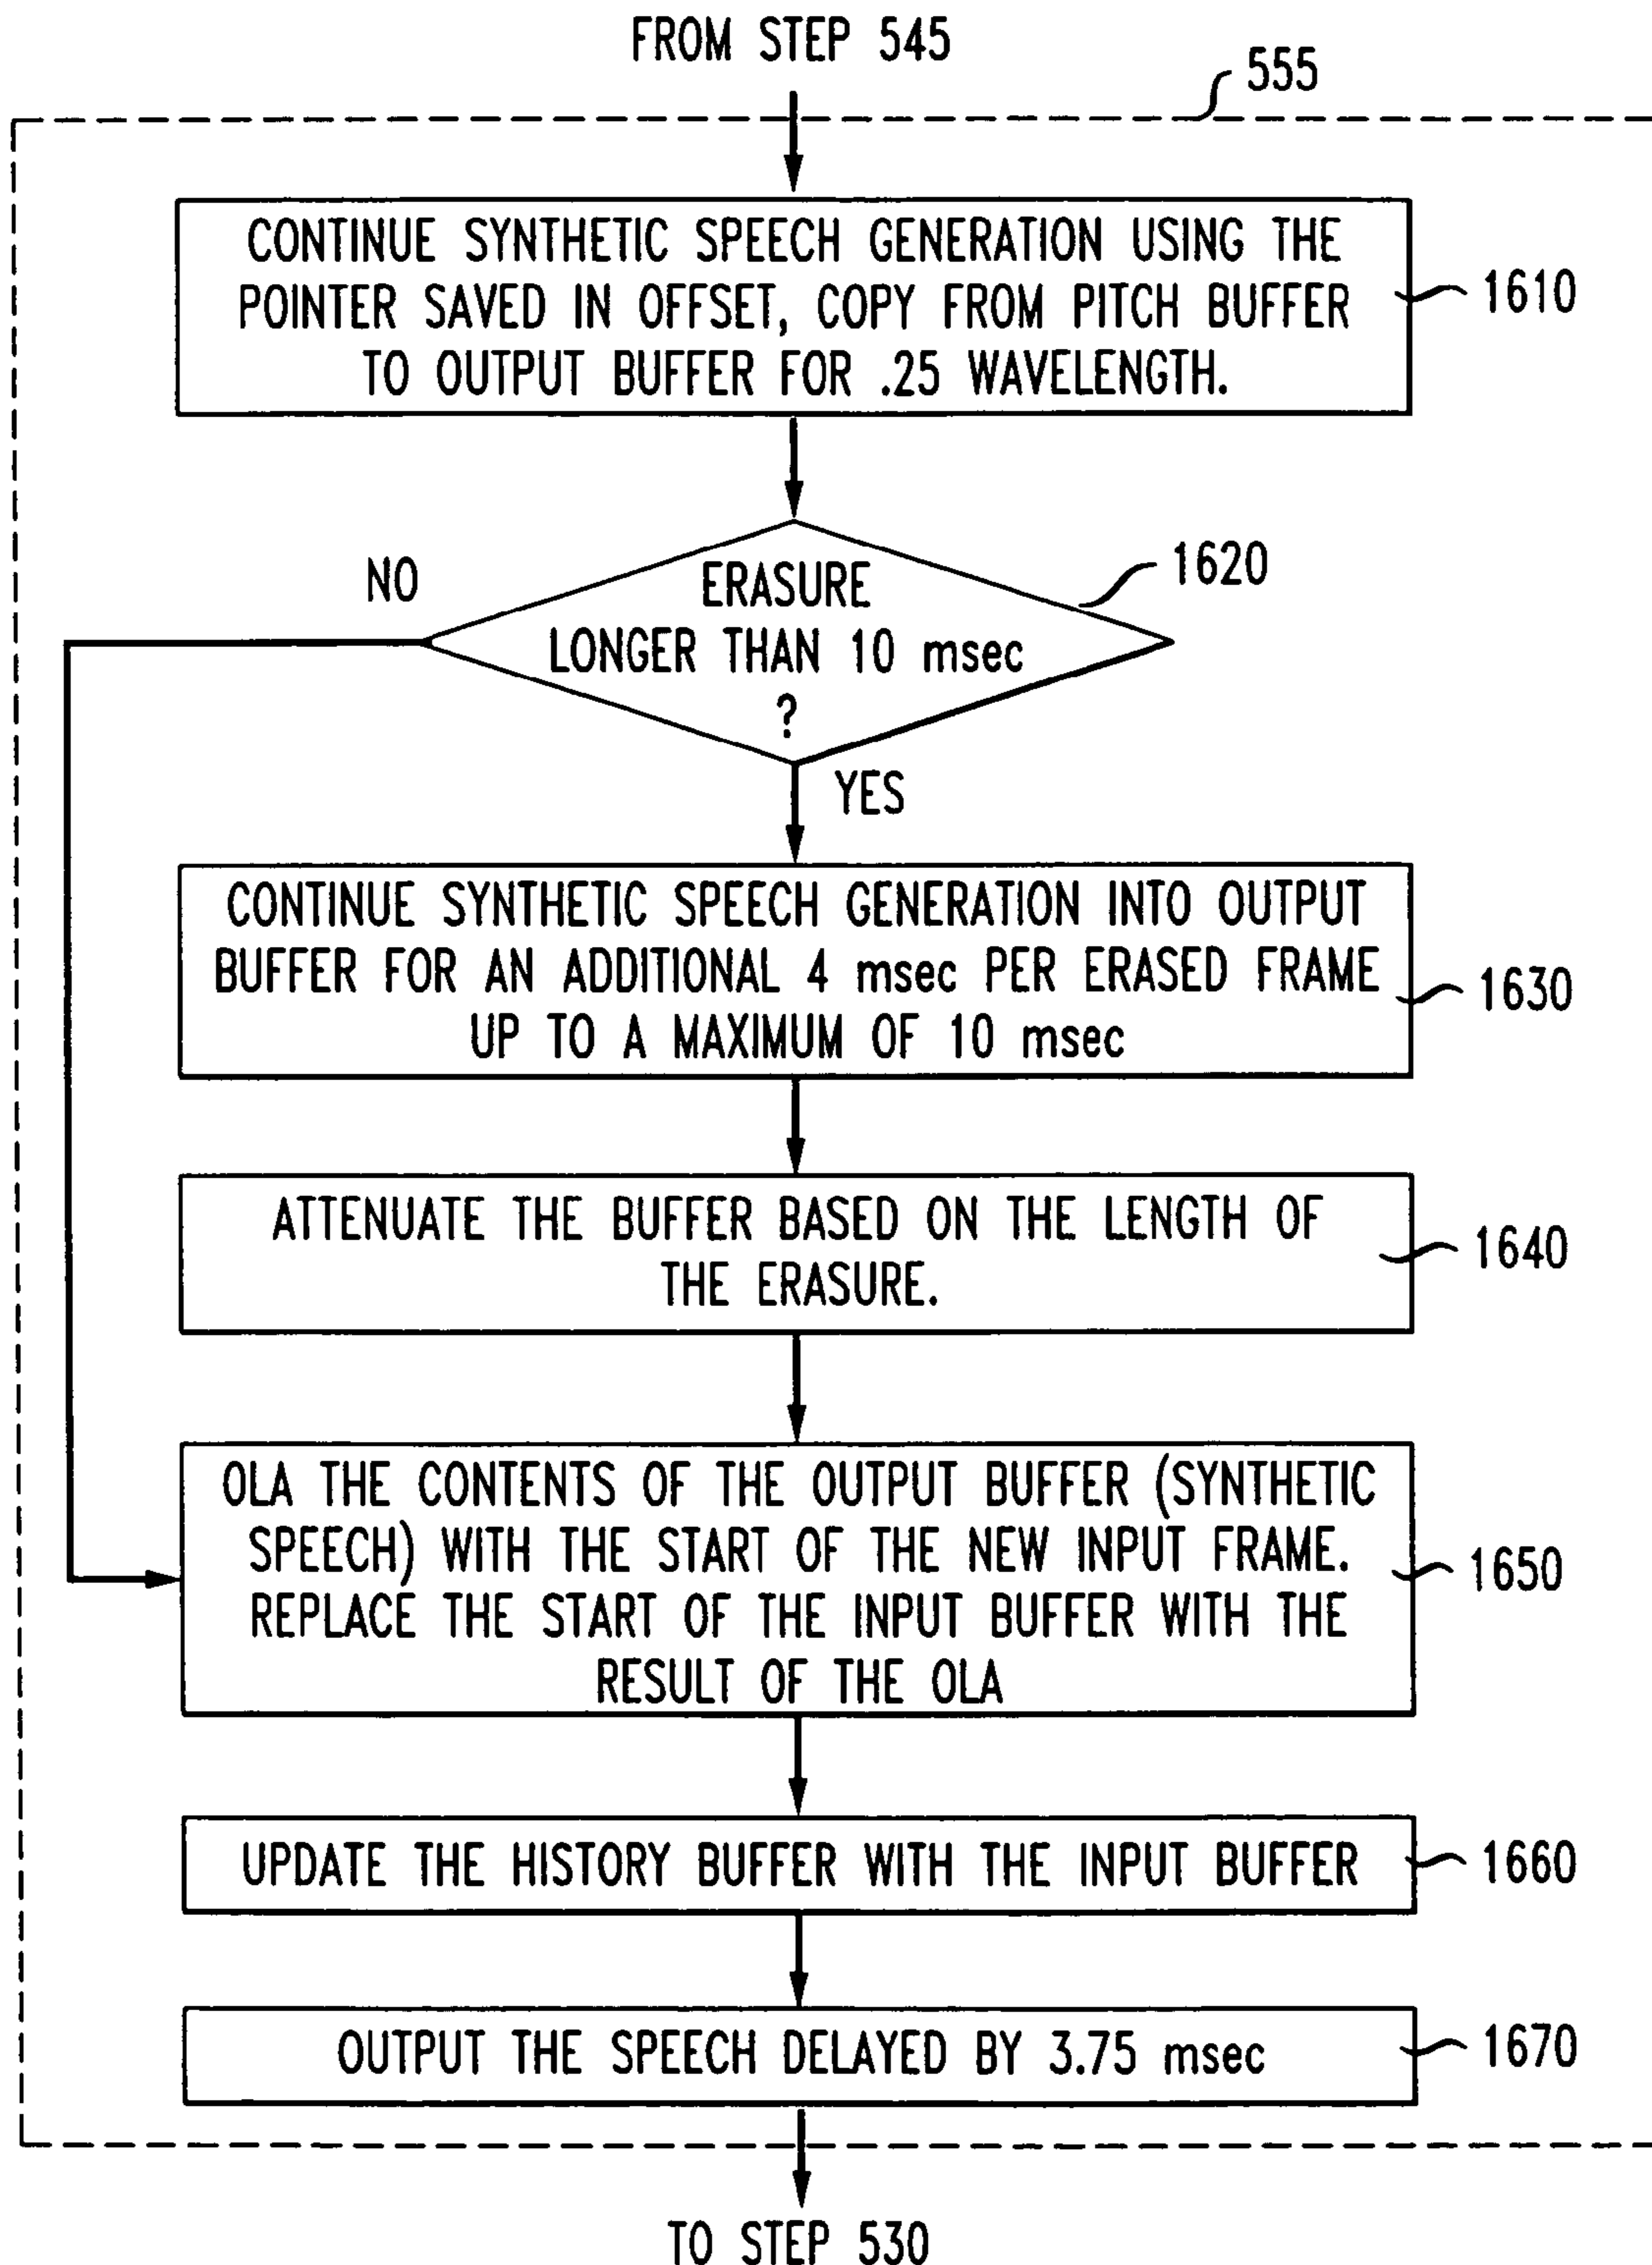 FROM STEP 545
555
CONTINUE SYNTHETIC SPEECH GENERATION USING THE
POINTER SAVED IN OFFSET, COPY FROM PITCH BUFFER
TO OUTPUT BUFFER FOR .25 WAVELENGTH.
1610
NO
ERASURE
LONGER THAN 10 msec
?
1620
YES
CONTINUE SYNTHETIC SPEECH GENERATION INTO OUTPUT
BUFFER FOR AN ADDITIONAL 4 msec PER ERASED FRAME
UP TO A MAXIMUM OF 10 msec
1630
ATTENUATE THE BUFFER BASED ON THE LENGTH OF
THE ERASURE.
1640
OLA THE CONTENTS OF THE OUTPUT BUFFER (SYNTHETIC
SPEECH) WITH THE START OF THE NEW INPUT FRAME.
REPLACE THE START OF THE INPUT BUFFER WITH THE
RESULT OF THE OLA
1650
UPDATE THE HISTORY BUFFER WITH THE INPUT BUFFER
1660
OUTPUT THE SPEECH DELAYED BY 3.75 msec
1670
TO STEP 530